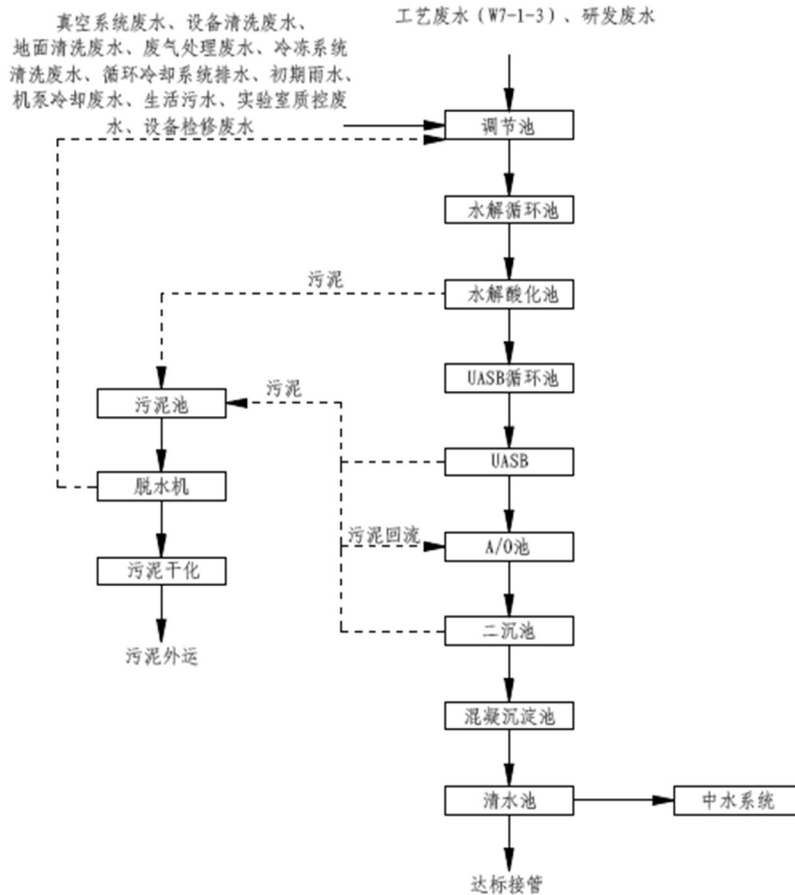 工艺废水（W7-1-3）、研发废水
真空系统废水、设备清洗废水、
地面清洗废水、废气处理废水、冷冻系统
清洗废水、循环冷却系统排水、初期雨水、
机泵冷却废水、生活污水、实验室质控废
水、设备检修废水
调节池
水解循环池
污泥
水解酸化池
UASB循环池
污泥
污泥池
UASB
脱水机
污泥回流
A/O池
污泥干化
二沉池
污泥外运
混凝沉淀池
清水池
中水系统
达标接管